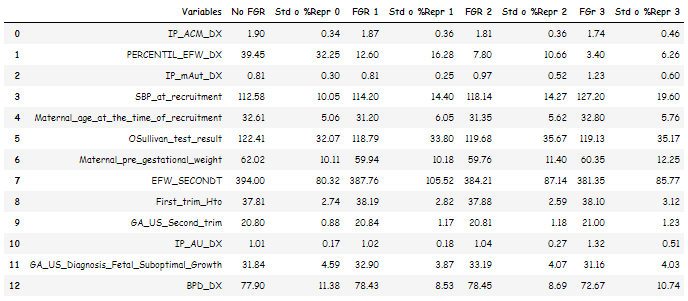 Variables No FGR Std o %Repr 0 FGR 1 Std o %Repr 1 FGR 2 Std o %Repr 2 FGR 3 Std o %Repr 3
0 IP_ACM_DX 1.90 0.34 1.87 0.36 1.81 0.36 1.74 0.46
1 PERCENTIL_EFW_DX 39.45 32.25 12.60 16.28 7.80 10.66 3.40 6.26
2 IP_mAut_DX 0.81 0.30 0.81 0.25 0.97 0.52 1.23 0.60
3 SBP_at_recruitment 112.58 10.05 114.20 14.40 118.14 14.27 127.20 19.60
4 Maternal_age_at_the_time_of_recruitment 32.61 5.06 31.20 6.05 31.35 5.62 32.80 5.76
5 OSullivan_test_result 122.41 32.07 118.79 33.80 119.68 35.67 119.13 35.17
6 Maternal_pre_gestational_weight 62.02 10.11 59.94 10.18 59.76 11.40 60.35 12.25
7 EFW_SECONDT 394.00 80.32 387.76 105.52 384.21 87.14 381.35 85.77
8 First_trim_Hto 37.81 2.74 38.19 2.82 37.88 2.59 38.10 3.12
9 GA_US_Second_trim 20.80 0.88 20.84 1.17 20.81 1.18 21.00 1.23
10 IP_AU_DX 1.01 0.17 1.02 0.18 1.04 0.27 1.32 0.51
11 GA_US_Diagnosis_Fetal_Suboptimal_Growth 31.84 4.59 32.90 3.87 33.19 4.07 31.16 4.03
12 BPD_DX 77.90 11.38 78.43 8.53 78.45 8.69 72.67 10.74